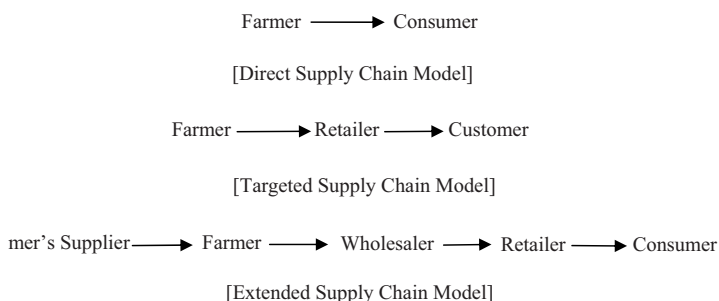 Farmer Consumer
[Direct Supply Chain Model]
Farmer Retailer Customer
[Targeted Supply Chain Model]
mer’s Supplier Farmer Wholesaler Retailer Consumer
[Extended Supply Chain Model]